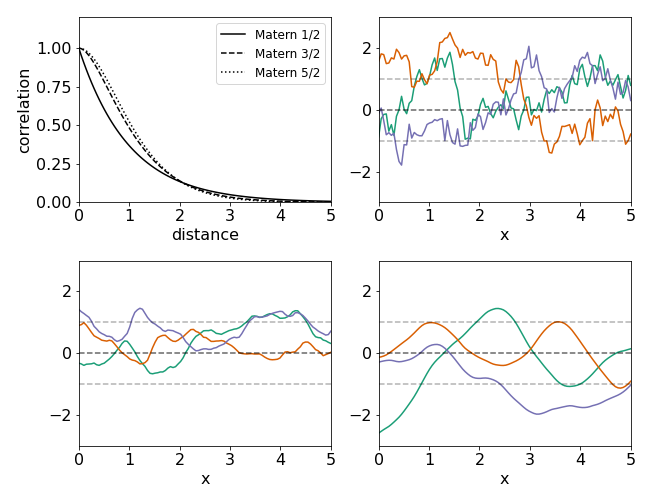 1.00
0.75
0.50
0.25
0.00
correlation
Matern 1/2
Matern 3/2
Matern 5/2
0 1 2 3 4 5
distance
2
0
−2
0 1 2 3 4 5
x
2
0
−2
0 1 2 3 4 5
x
2
0
−2
0 1 2 3 4 5
x